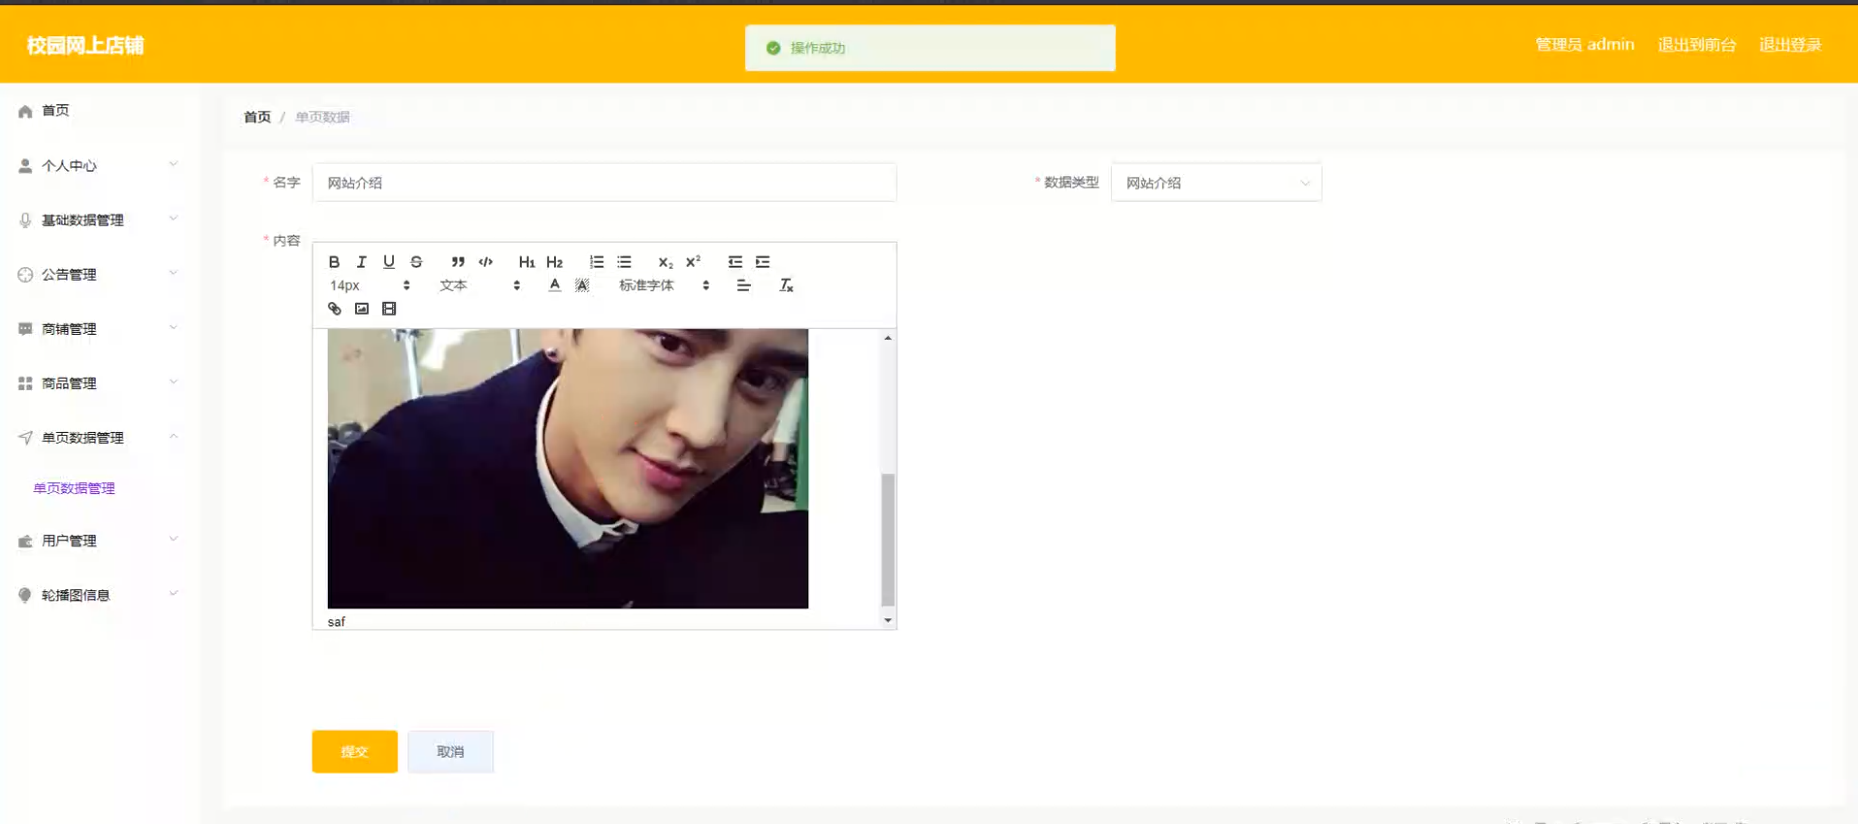 校园网上店铺
操作成功
管理员 admin 退出到前台 退出登录
首页
个人中心
基础数据管理
公告管理
商铺管理
商品管理
单页数据管理
单页数据管理
用户管理
轮播图信息
首页 / 单页数据
* 名字 网站介绍
* 数据类型 网站介绍
* 内容
B I U S ” </> H1 H2 X2 X2
14px 文本 A A 标准字体 Tx
saf
提交 取消